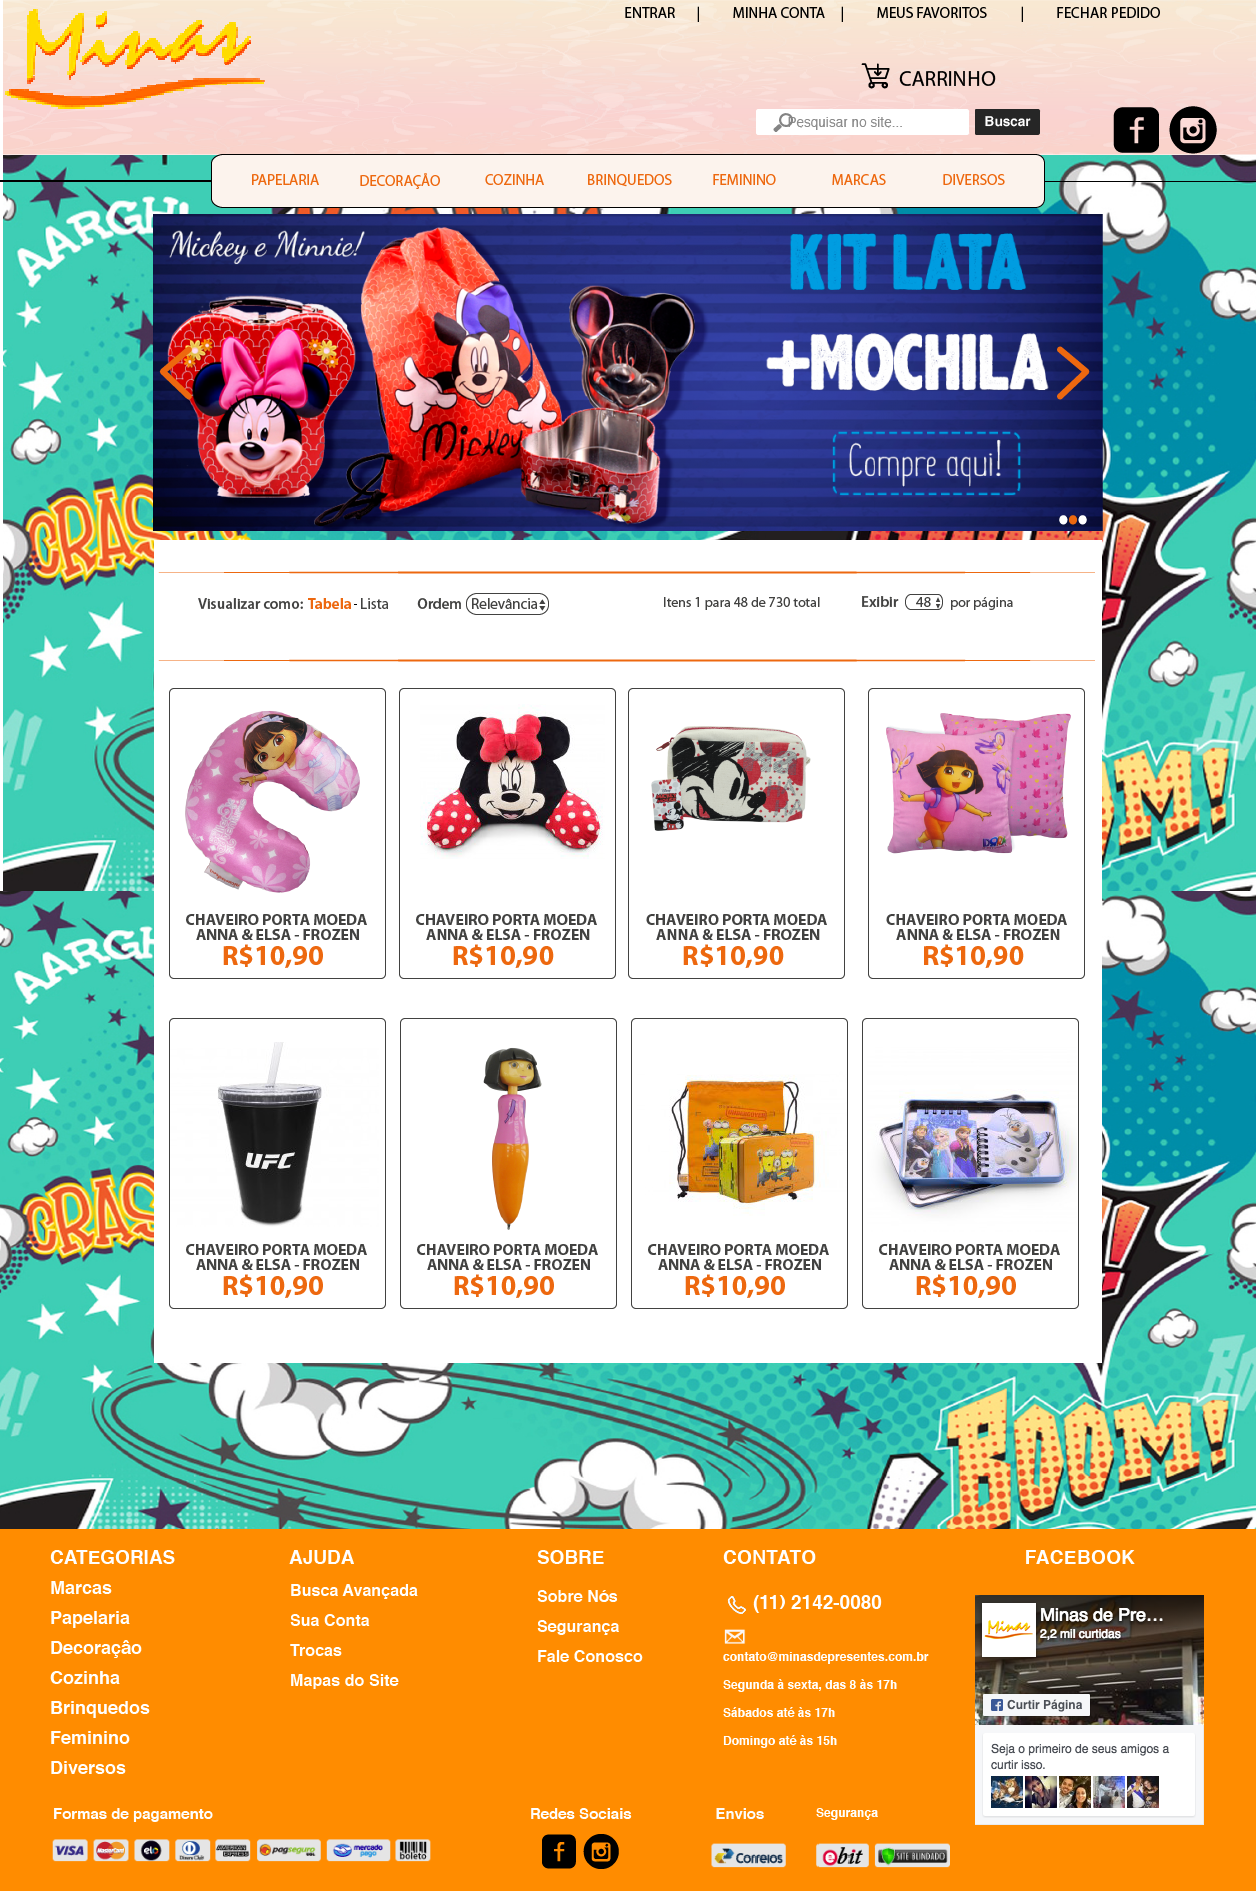 Minas
ENTRAR | MINHA CONTA | MEUS FAVORITOS | FECHAR PEDIDO
CARRINHO
Pesquisar no site... Buscar
PAPELARIA DECORAÇÂO COZINHA BRINQUEDOS FEMININO MARCAS DIVERSOS
AARGH!
Mickey e Minnie!
KIT LATA
+MOCHILA
Mickey
Compre aqui!
CRASH
Visualizar como: Tabela - Lista Ordem Relevância Itens 1 para 48 de 730 total Exibir 48 por página
BOOM!
CHAVEIRO PORTA MOEDA
ANNA & ELSA - FROZEN
R$10,90
CHAVEIRO PORTA MOEDA
ANNA & ELSA - FROZEN
R$10,90
CHAVEIRO PORTA MOEDA
ANNA & ELSA - FROZEN
R$10,90
CHAVEIRO PORTA MOEDA
ANNA & ELSA - FROZEN
R$10,90
AARGH
UFC
CRAS
CHAVEIRO PORTA MOEDA
ANNA & ELSA - FROZEN
R$10,90
CHAVEIRO PORTA MOEDA
ANNA & ELSA - FROZEN
R$10,90
CHAVEIRO PORTA MOEDA
ANNA & ELSA - FROZEN
R$10,90
CHAVEIRO PORTA MOEDA
ANNA & ELSA - FROZEN
R$10,90
BOOM!
CATEGORIAS
Marcas
Papelaria
Decoraçâo
Cozinha
Brinquedos
Feminino
Diversos
AJUDA
Busca Avançada
Sua Conta
Trocas
Mapas do Site
SOBRE
Sobre Nós
Segurança
Fale Conosco
CONTATO
(11) 2142-0080
contato@minasdepresentes.com.br
Segunda à sexta, das 8 às 17h
Sábados até às 17h
Domingo até às 15h
FACEBOOK
Minas
Minas de Pre...
2,2 mil curtidas
Curtir Página
Seja o primeiro de seus amigos a
curtir isso.
Formas de pagamento
VISA MasterCard elo Diners Club AMERICAN EXPRESS pagseguro UOL mercado pago boleto
Redes Sociais
Envios
Correios
Segurança
ebit SITE BLINDADO